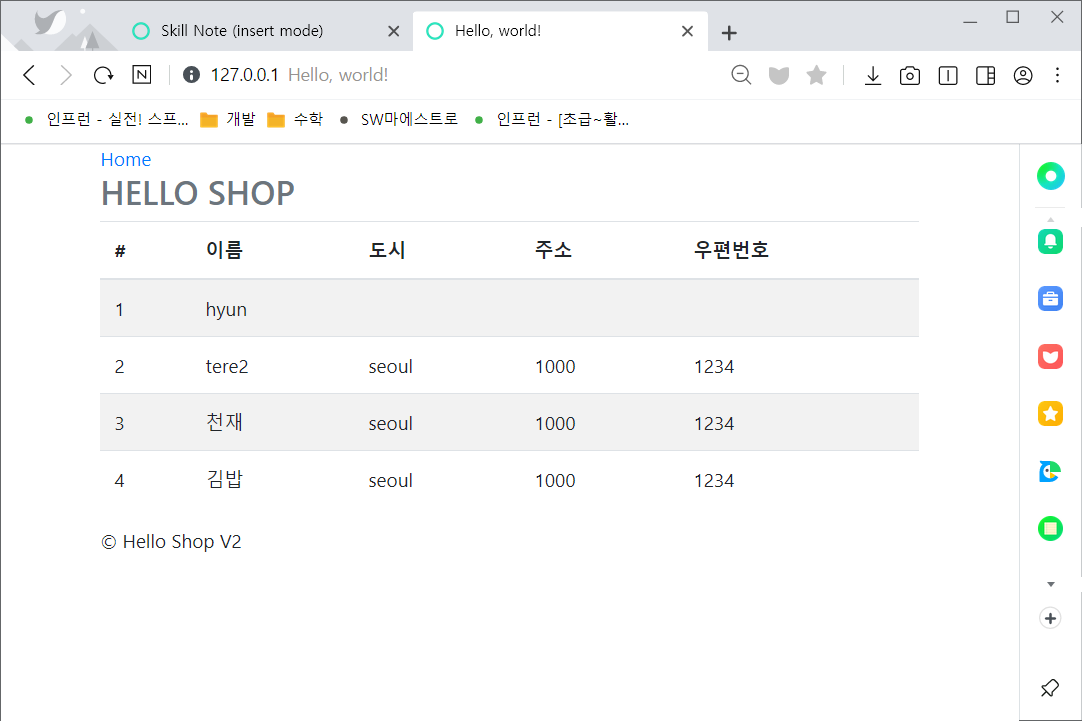 Skill Note (insert mode) Hello, world!
N 127.0.0.1 Hello, world!
인프런 - 실전! 스프... 개발 수학 SW마에스트로 인프런 - [초급~활...
Home
HELLO SHOP
# 이름 도시 주소 우편번호
1 hyun
2 tere2 seoul 1000 1234
3 천재 seoul 1000 1234
4 김밥 seoul 1000 1234
© Hello Shop V2